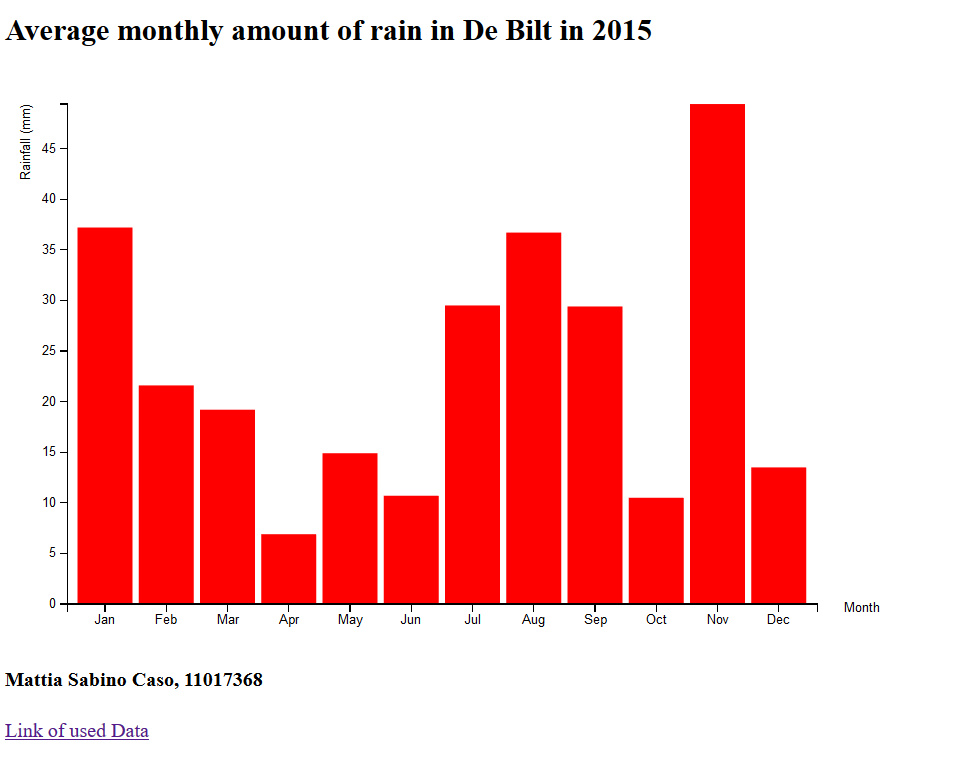 Average monthly amount of rain in De Bilt in 2015
Rainfall (mm)
45
40
35
30
25
20
15
10
5
0
Jan Feb Mar Apr May Jun Jul Aug Sep Oct Nov Dec
Month
Mattia Sabino Caso, 11017368
Link of used Data